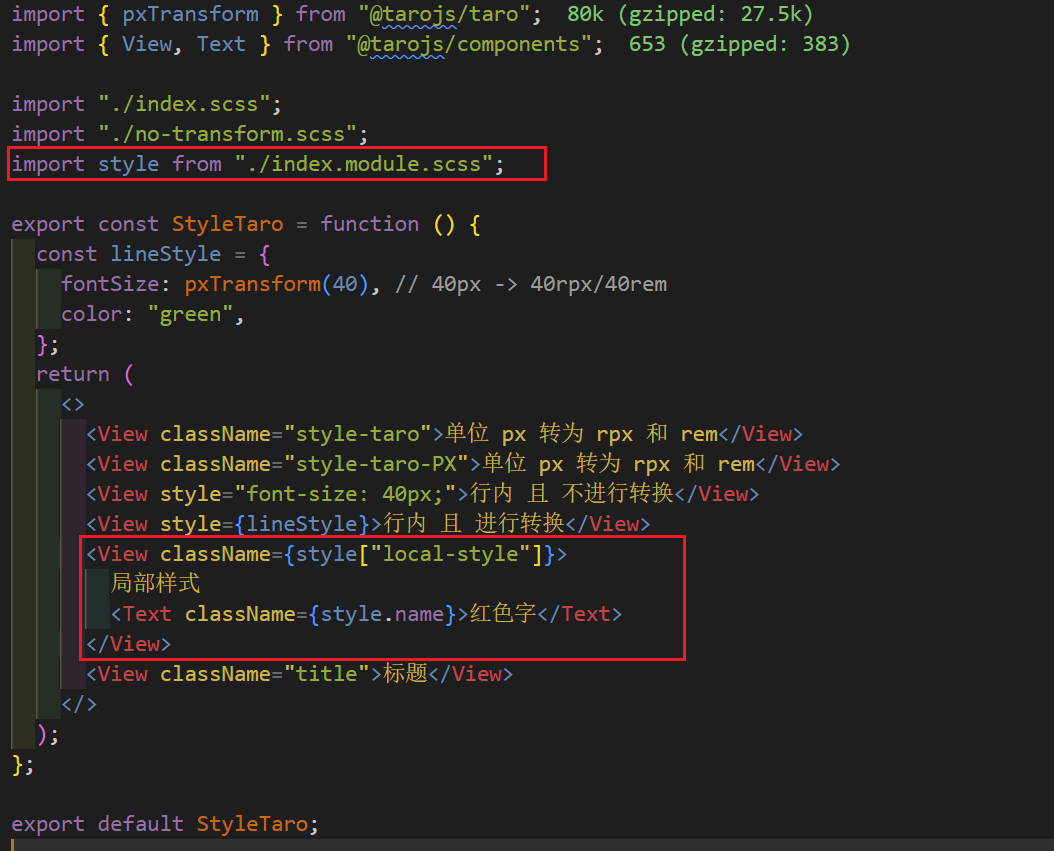 import { pxTransform } from "@tarojs/taro";  80k (gzipped: 27.5k)
import { View, Text } from "@tarojs/components";  653 (gzipped: 383)
import "./index.scss";
import "./no-transform.scss";
import style from "./index.module.scss";
export const StyleTaro = function () {
  const lineStyle = {
    fontSize: pxTransform(40), // 40px -> 40rpx/40rem
    color: "green",
  };
  return (
    <>
      <View className="style-taro">单位 px 转为 rpx 和 rem</View>
      <View className="style-taro-PX">单位 px 转为 rpx 和 rem</View>
      <View style="font-size: 40px;">行内 且 不进行转换</View>
      <View style={lineStyle}>行内 且 进行转换</View>
      <View className={style["local-style"]}>
        局部样式
        <Text className={style.name}>红色字</Text>
      </View>
      <View className="title">标题</View>
    </>
  );
};
export default StyleTaro;